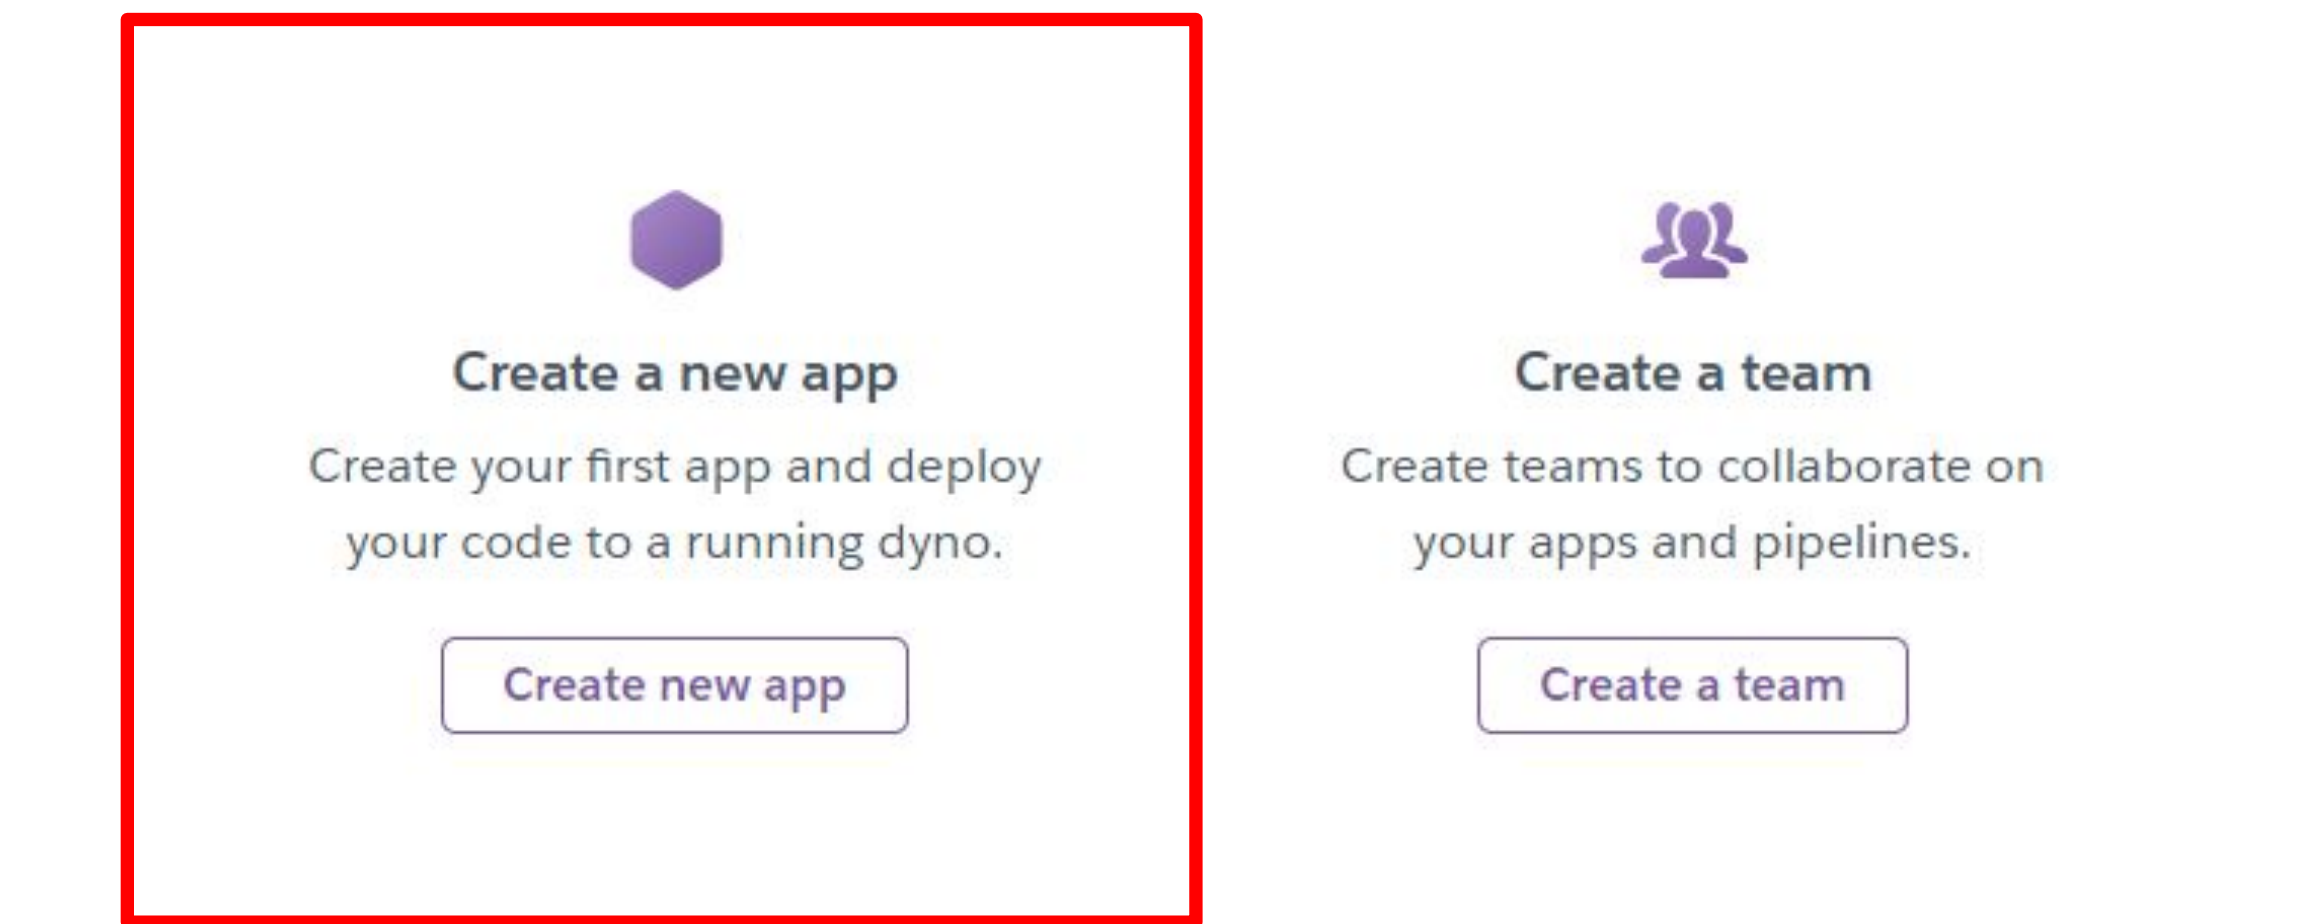 Create a new app
Create your first app and deploy
your code to a running dyno.
Create new app
Create a team
Create teams to collaborate on
your apps and pipelines.
Create a team